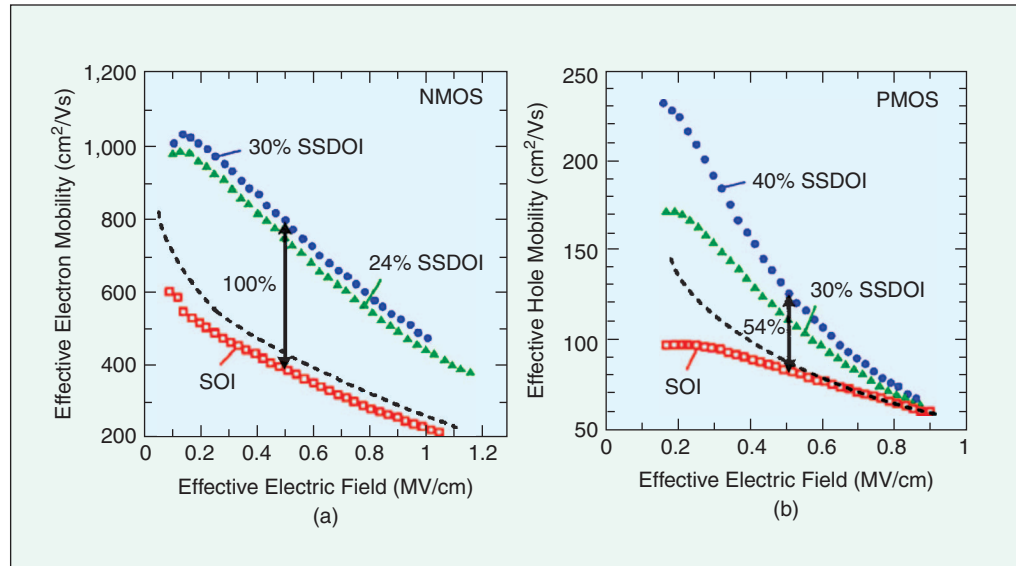 1,200
1,000
800
600
400
200
0
0.2
0.4
0.6
0.8
1
1.2
Effective Electron Mobility (cm²/Vs)
Effective Electric Field (MV/cm)
NMOS
30% SSDOI
24% SSDOI
100%
SOI
(a)
250
200
150
100
50
0
0.2
0.4
0.6
0.8
1
Effective Hole Mobility (cm²/Vs)
Effective Electric Field (MV/cm)
PMOS
40% SSDOI
30% SSDOI
54%
SOI
(b)